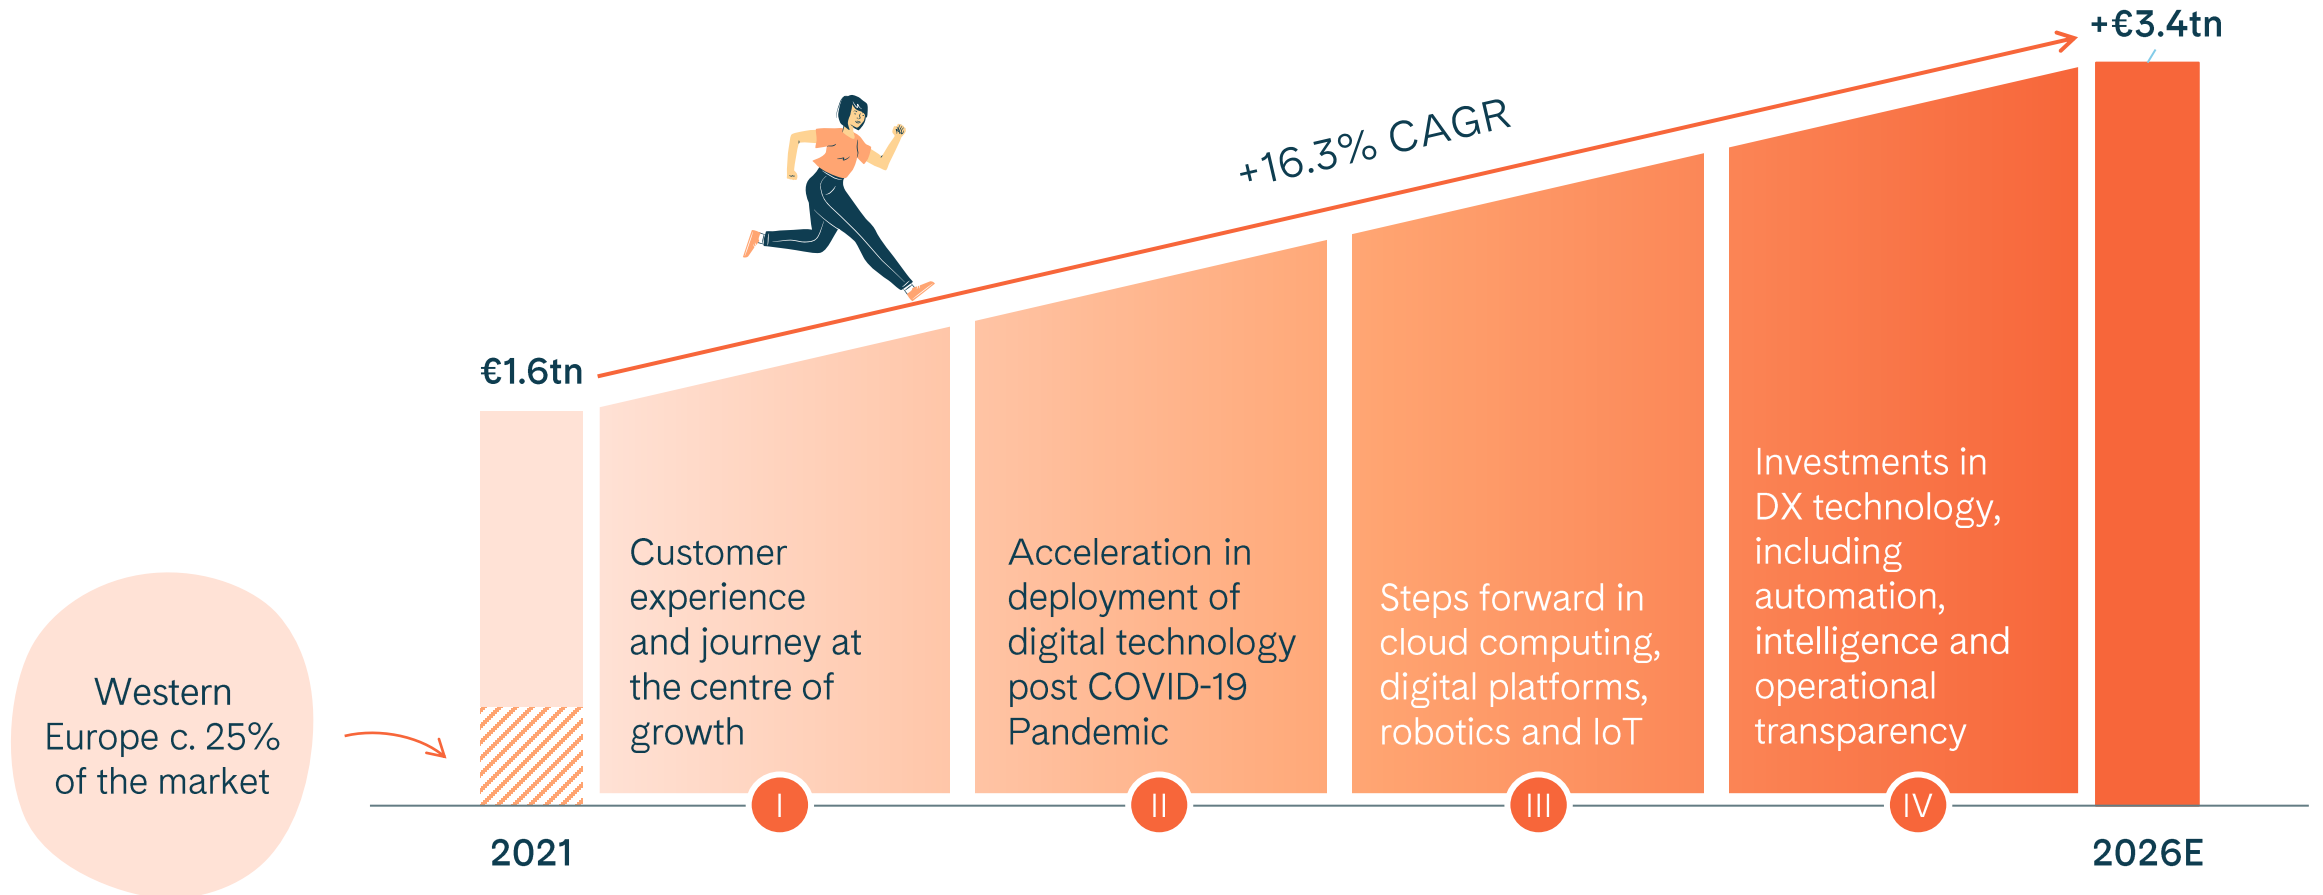 +€3.4tn
+16.3% CAGR
€1.6tn
Western
Europe c. 25%
of the market
Customer
experience
and journey at
the centre of
growth
Acceleration in
deployment of
digital technology
post COVID-19
Pandemic
Steps forward in
cloud computing,
digital platforms,
robotics and IoT
Investments in
DX technology,
including
automation,
intelligence and
operational
transparency
I
II
III
IV
2021
2026E